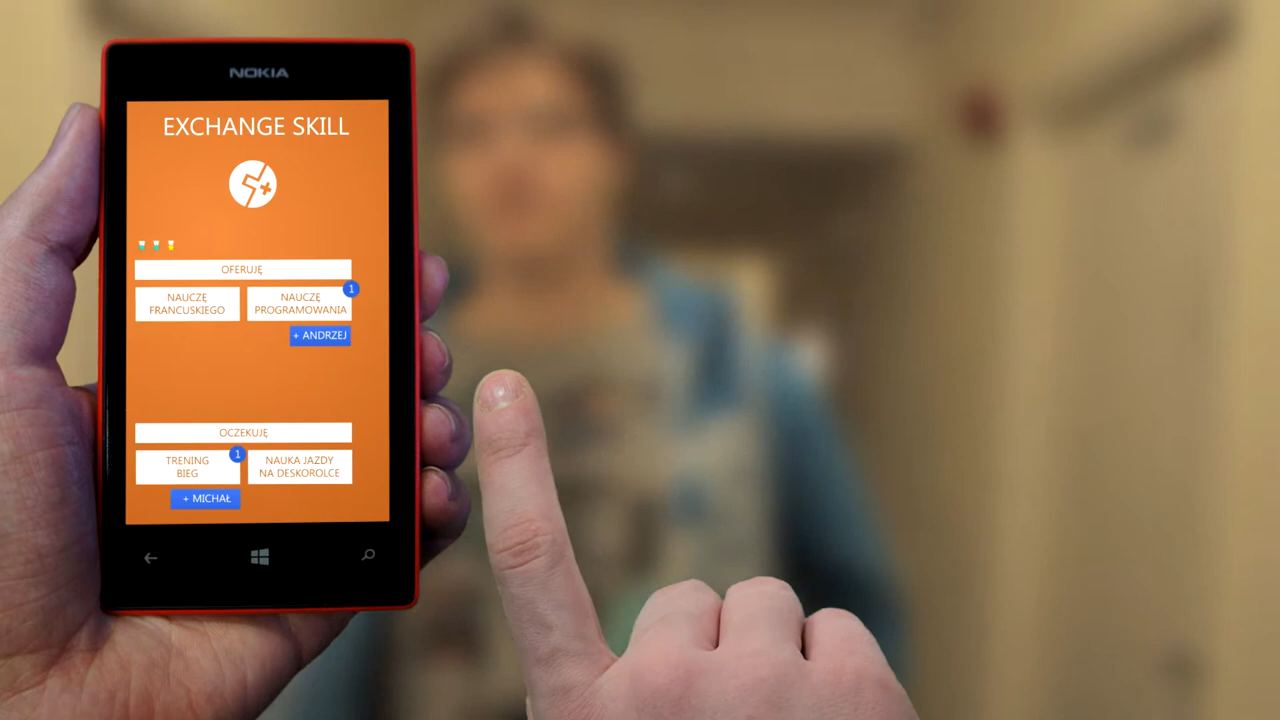 NOKIA
EXCHANGE SKILL
OFERUJĘ
NAUCZĘ
FRANCUSKIEGO
NAUCZĘ
PROGRAMOWANIA
1
+ ANDRZEJ
OCZEKUJĘ
TRENING
BIEG
1
NAUKA JAZDY
NA DESKOROLCE
+ MICHAŁ